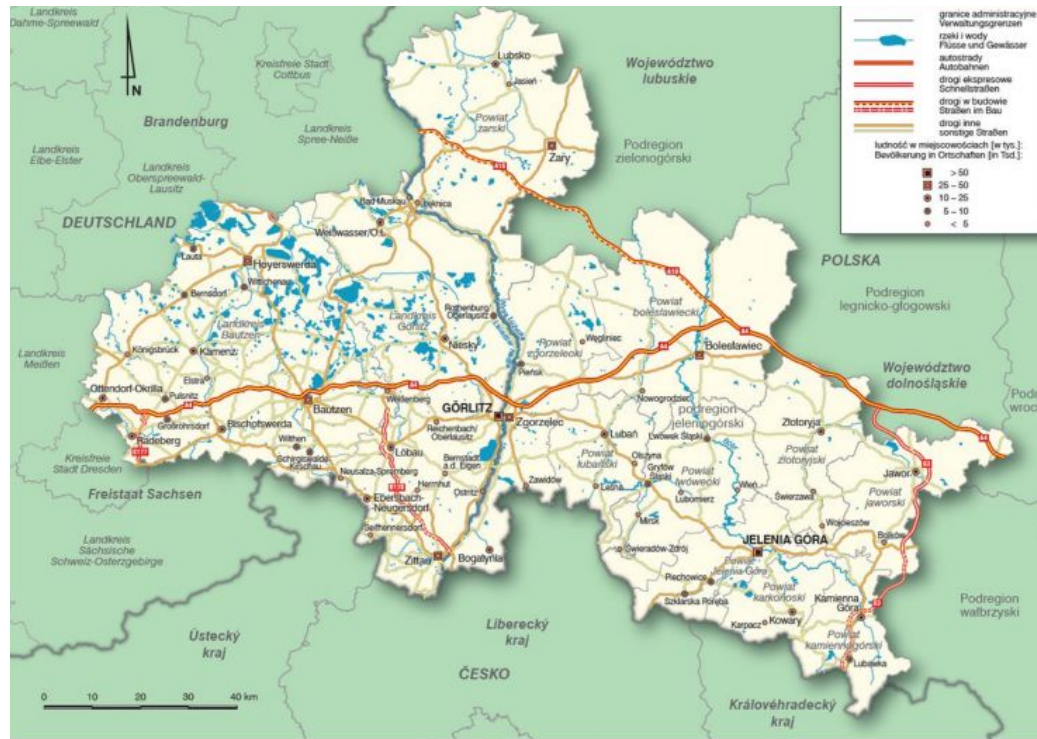 Landkreis
Dahme-Spreewald
Kreisfreie Stadt
Cottbus
N
Brandenburg
Landkreis
Elbe-Elster
Landkreis
Oberspreewald-
Lausitz
Landkreis
Spree-Neiße
DEUTSCHLAND
Lubsko
Jasień
Powiat
żarski
Żary
Województwo
lubuskie
Podregion
zielonogórski
granice administracyjne
Verwaltungsgrenzen
rzeki i wody
Flüsse und Gewässer
autostrady
Autobahnen
drogi ekspresowe
Schnellstraßen
drogi w budowie
Straßen im Bau
drogi inne
sonstige Straßen
ludność w miejscowościach [w tys.]:
Bevölkerung in Ortschaften [in Tsd.]:
> 50
25 – 50
10 – 25
5 – 10
< 5
A18
Bad Muskau
Łęknica
Weißwasser/O.L.
Lauta
Hoyerswerda
Wittichenau
Bernsdorf
Landkreis
Bautzen
Landkreis
Görlitz
Rothenburg/
Oberlausitz
Niesky
Königsbrück
Kamenz
Elstra
Landkreis
Meißen
Ottendorf-Okrilla
Pulsnitz
A4
Großröhrsdorf
Radeberg
Bischofswerda
Bautzen
Weißenberg
A4
GÖRLITZ
Zgorzelec
Pieńsk
Powiat
zgorzelecki
Węgliniec
Powiat
bolesławiecki
A18
A4
A4
Bolesławiec
POLSKA
Podregion
legnicko-głogowski
Województwo
dolnośląskie
Nowogrodziec
podregion
jeleniogórski
Złotoryja
Powiat
złotoryjski
Lubań
Lwówek Śląski
Powiat
lubański
Olszyna
Gryfów
Śląski
Powiat
lwówecki
Lubomierz
Wleń
Świerzawa
Wojcieszów
Leśna
Mirsk
Świeradów-Zdrój
Zawidów
Reichenbach/
Oberlausitz
Löbau
Bernstadt
a.d. Eigen
Herrnhut
Ostritz
Wilthen
Schirgiswalde-
Kirschau
Neusalza-Spremberg
Ebersbach-
Neugersdorf
Seifhennersdorf
Zittau
Bogatynia
Kreisfreie
Stadt Dresden
Freistaat Sachsen
Landkreis
Sächsische
Schweiz-Osterzgebirge
A4
S3
Jawor
Powiat
jaworski
Bolków
JELENIA GÓRA
Powiat
Jelenia Góra
Piechowice
Szklarska Poręba
Powiat
karkonoski
Karpacz
Kowary
Kamienna
Góra
S3
Powiat
kamiennogórski
Lubawka
Podregion
wałbrzyski
Ústecký
kraj
Liberecký
kraj
ČESKO
Královéhradecký
kraj
0 10 20 30 40 km